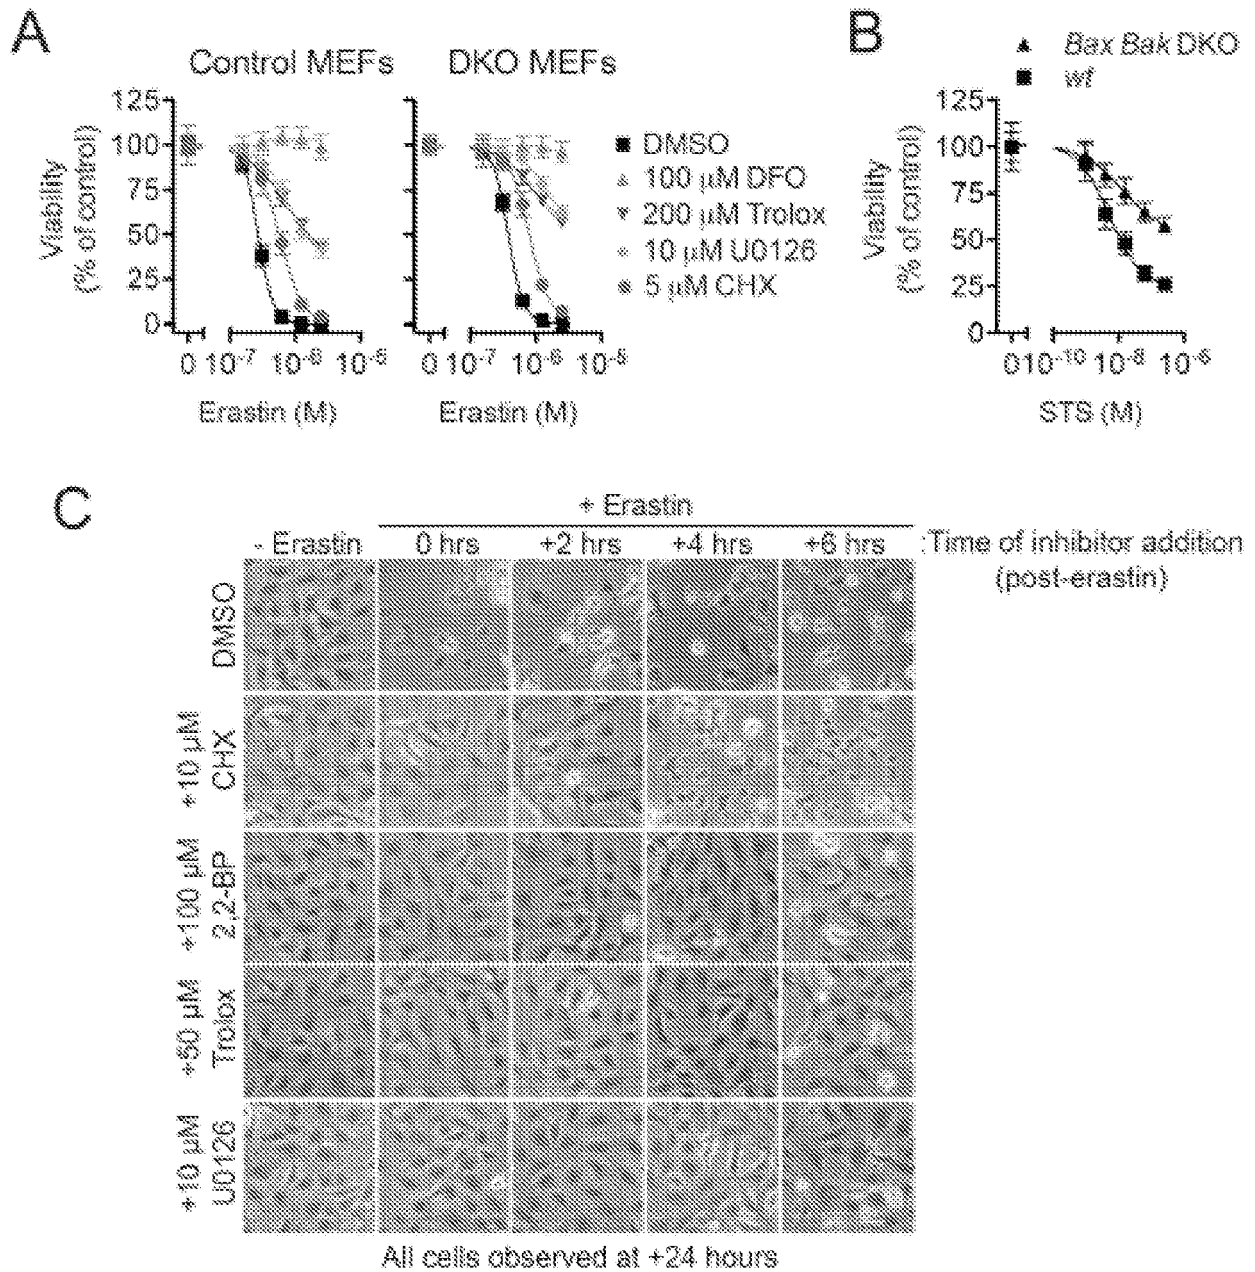 A
Control MEFs
DKO MEFs
Viability
(% of control)
125
100
75
50
25
0
0 10-7 10-6 10-5
Erastin (M)
0 10-7 10-6 10-5
Erastin (M)
DMSO
100 µM DFO
200 µM Trolox
10 µM U0126
5 µM CHX
B
Bax Bak DKO
wt
Viability
(% of control)
125
100
75
50
25
0
0 10-10 10-8
STS (M)
C
+ Erastin
- Erastin 0 hrs +2 hrs +4 hrs +6 hrs :Time of inhibitor addition
(post-erastin)
DMSO
+10 µM
CHX
+100 µM
2,2-BP
+50 µM
Trolox
+10 µM
U0126
All cells observed at +24 hours